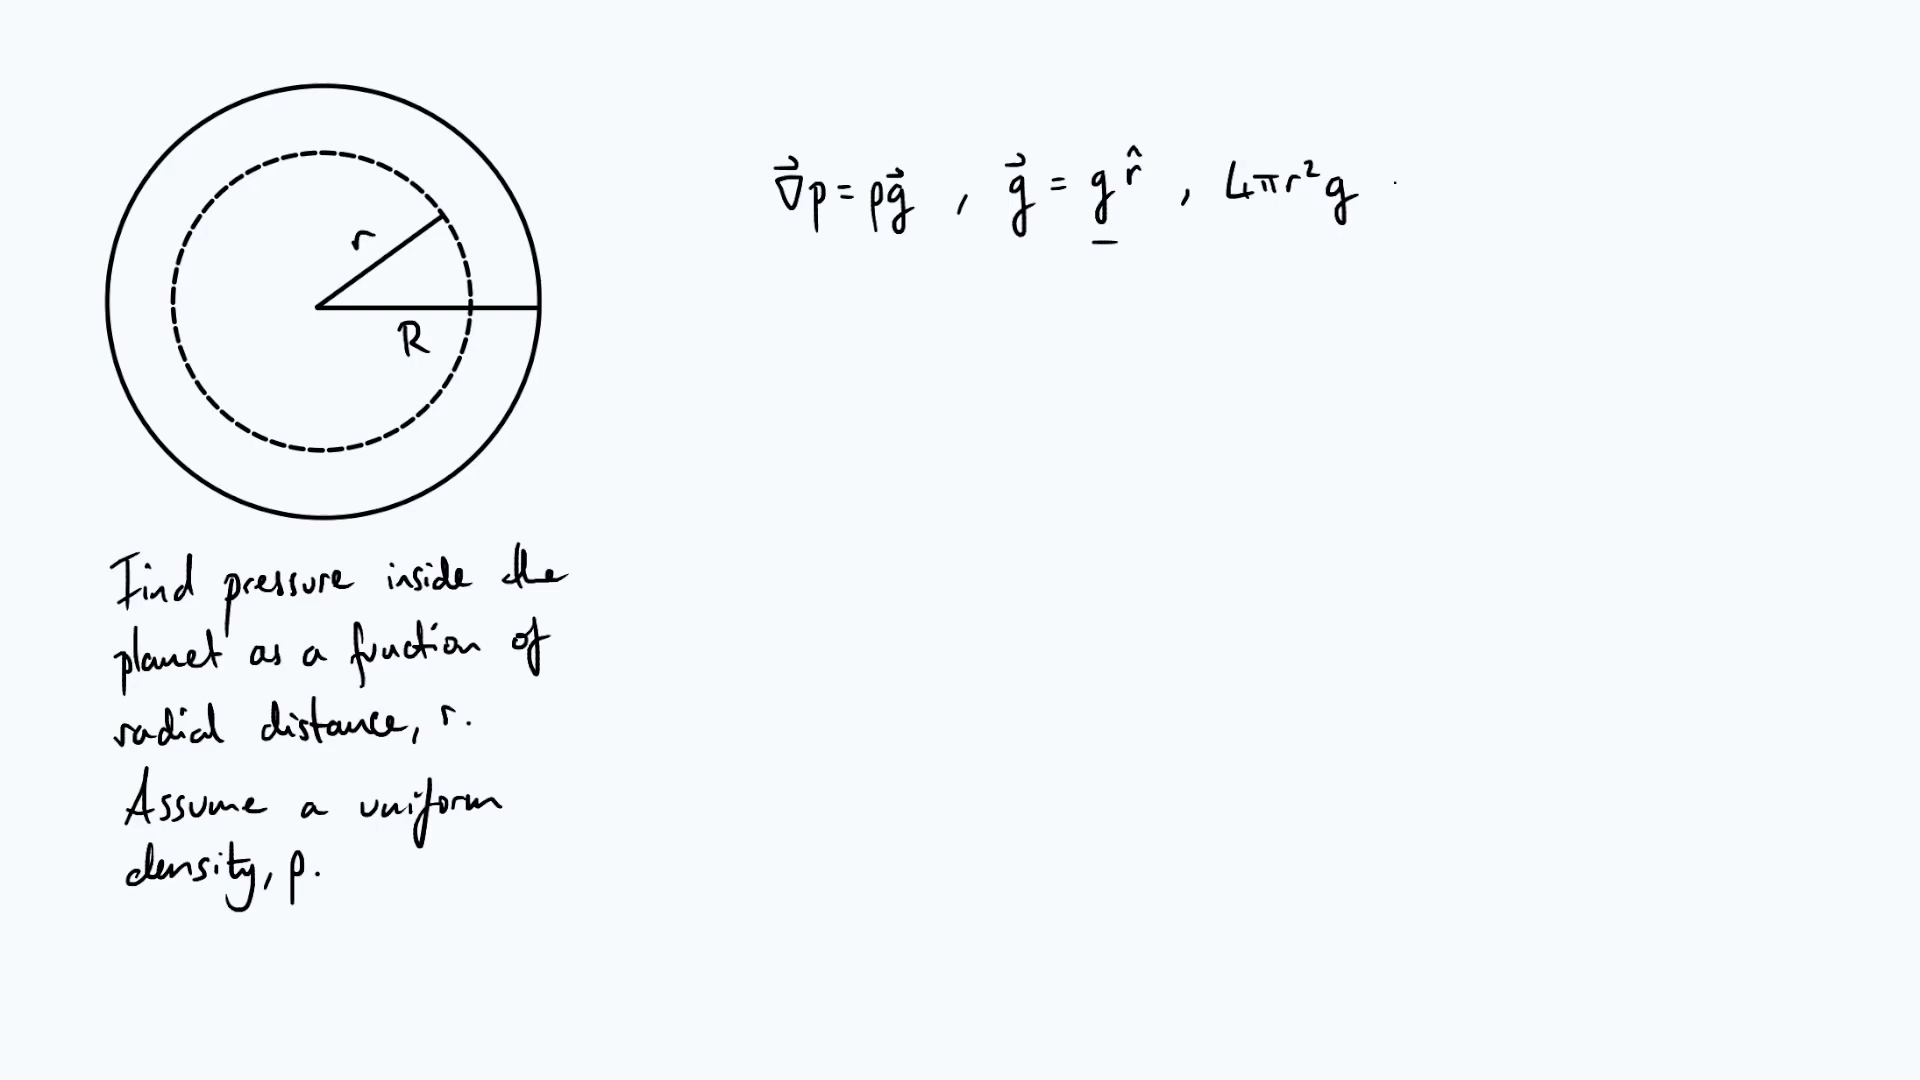 ∇⃗p = ρg⃗ , g⃗ = g r̂ , 4πr²g
r
R
Find pressure inside the
planet as a function of
radial distance, r.
Assume a uniform
density, ρ.